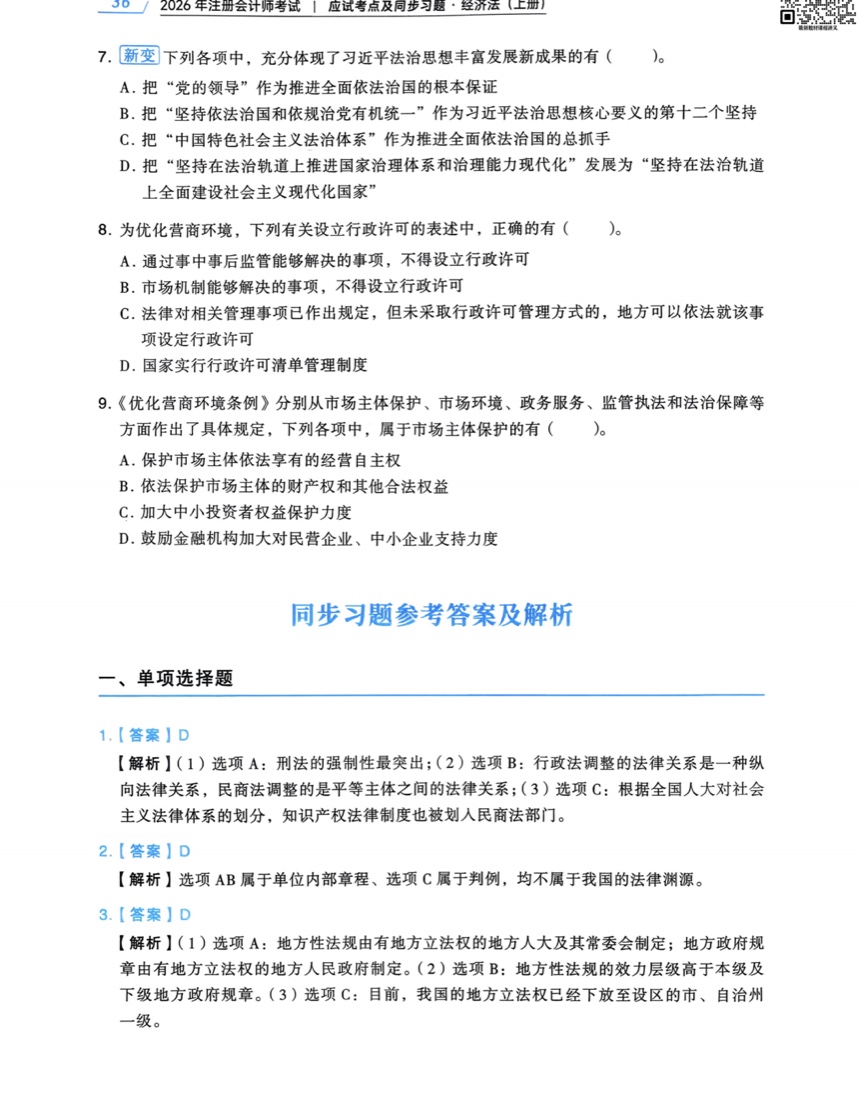 36 2026 年注册会计师考试 | 应试考点及同步习题 · 经济法（上册）
7. 新变 下列各项中，充分体现了习近平法治思想丰富发展新成果的有（  ）。
A. 把“党的领导”作为推进全面依法治国的根本保证
B. 把“坚持依法治国和依规治党有机统一”作为习近平法治思想核心要义的第十二个坚持
C. 把“中国特色社会主义法治体系”作为推进全面依法治国的总抓手
D. 把“坚持在法治轨道上推进国家治理体系和治理能力现代化”发展为“坚持在法治轨道
上全面建设社会主义现代化国家”
8. 为优化营商环境，下列有关设立行政许可的表述中，正确的有（  ）。
A. 通过事中事后监管能够解决的事项，不得设立行政许可
B. 市场机制能够解决的事项，不得设立行政许可
C. 法律对相关管理事项已作出规定，但未采取行政许可管理方式的，地方可以依法就该事
项设定行政许可
D. 国家实行行政许可清单管理制度
9.《优化营商环境条例》分别从市场主体保护、市场环境、政务服务、监管执法和法治保障等
方面作出了具体规定，下列各项中，属于市场主体保护的有（  ）。
A. 保护市场主体依法享有的经营自主权
B. 依法保护市场主体的财产权和其他合法权益
C. 加大中小投资者权益保护力度
D. 鼓励金融机构加大对民营企业、中小企业支持力度
同步习题参考答案及解析
一、单项选择题
1.【答案】D
【解析】（1）选项 A：刑法的强制性最突出；（2）选项 B：行政法调整的法律关系是一种纵
向法律关系，民商法调整的是平等主体之间的法律关系；（3）选项 C：根据全国人大对社会
主义法律体系的划分，知识产权法律制度也被划入民商法部门。
2.【答案】D
【解析】选项 AB 属于单位内部章程、选项 C 属于判例，均不属于我国的法律渊源。
3.【答案】D
【解析】（1）选项 A：地方性法规由有地方立法权的地方人大及其常委会制定；地方政府规
章由有地方立法权的地方人民政府制定。（2）选项 B：地方性法规的效力层级高于本级及
下级地方政府规章。（3）选项 C：目前，我国的地方立法权已经下放至设区的市、自治州
一级。